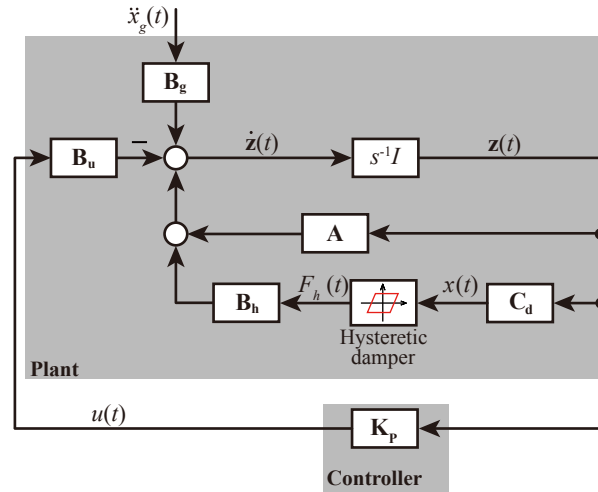 ẍg(t)
Bg
Bu
−
ż(t)
s⁻¹I
z(t)
A
Bh
Fh(t)
x(t)
Cd
Hysteretic
damper
Plant
u(t)
KP
Controller